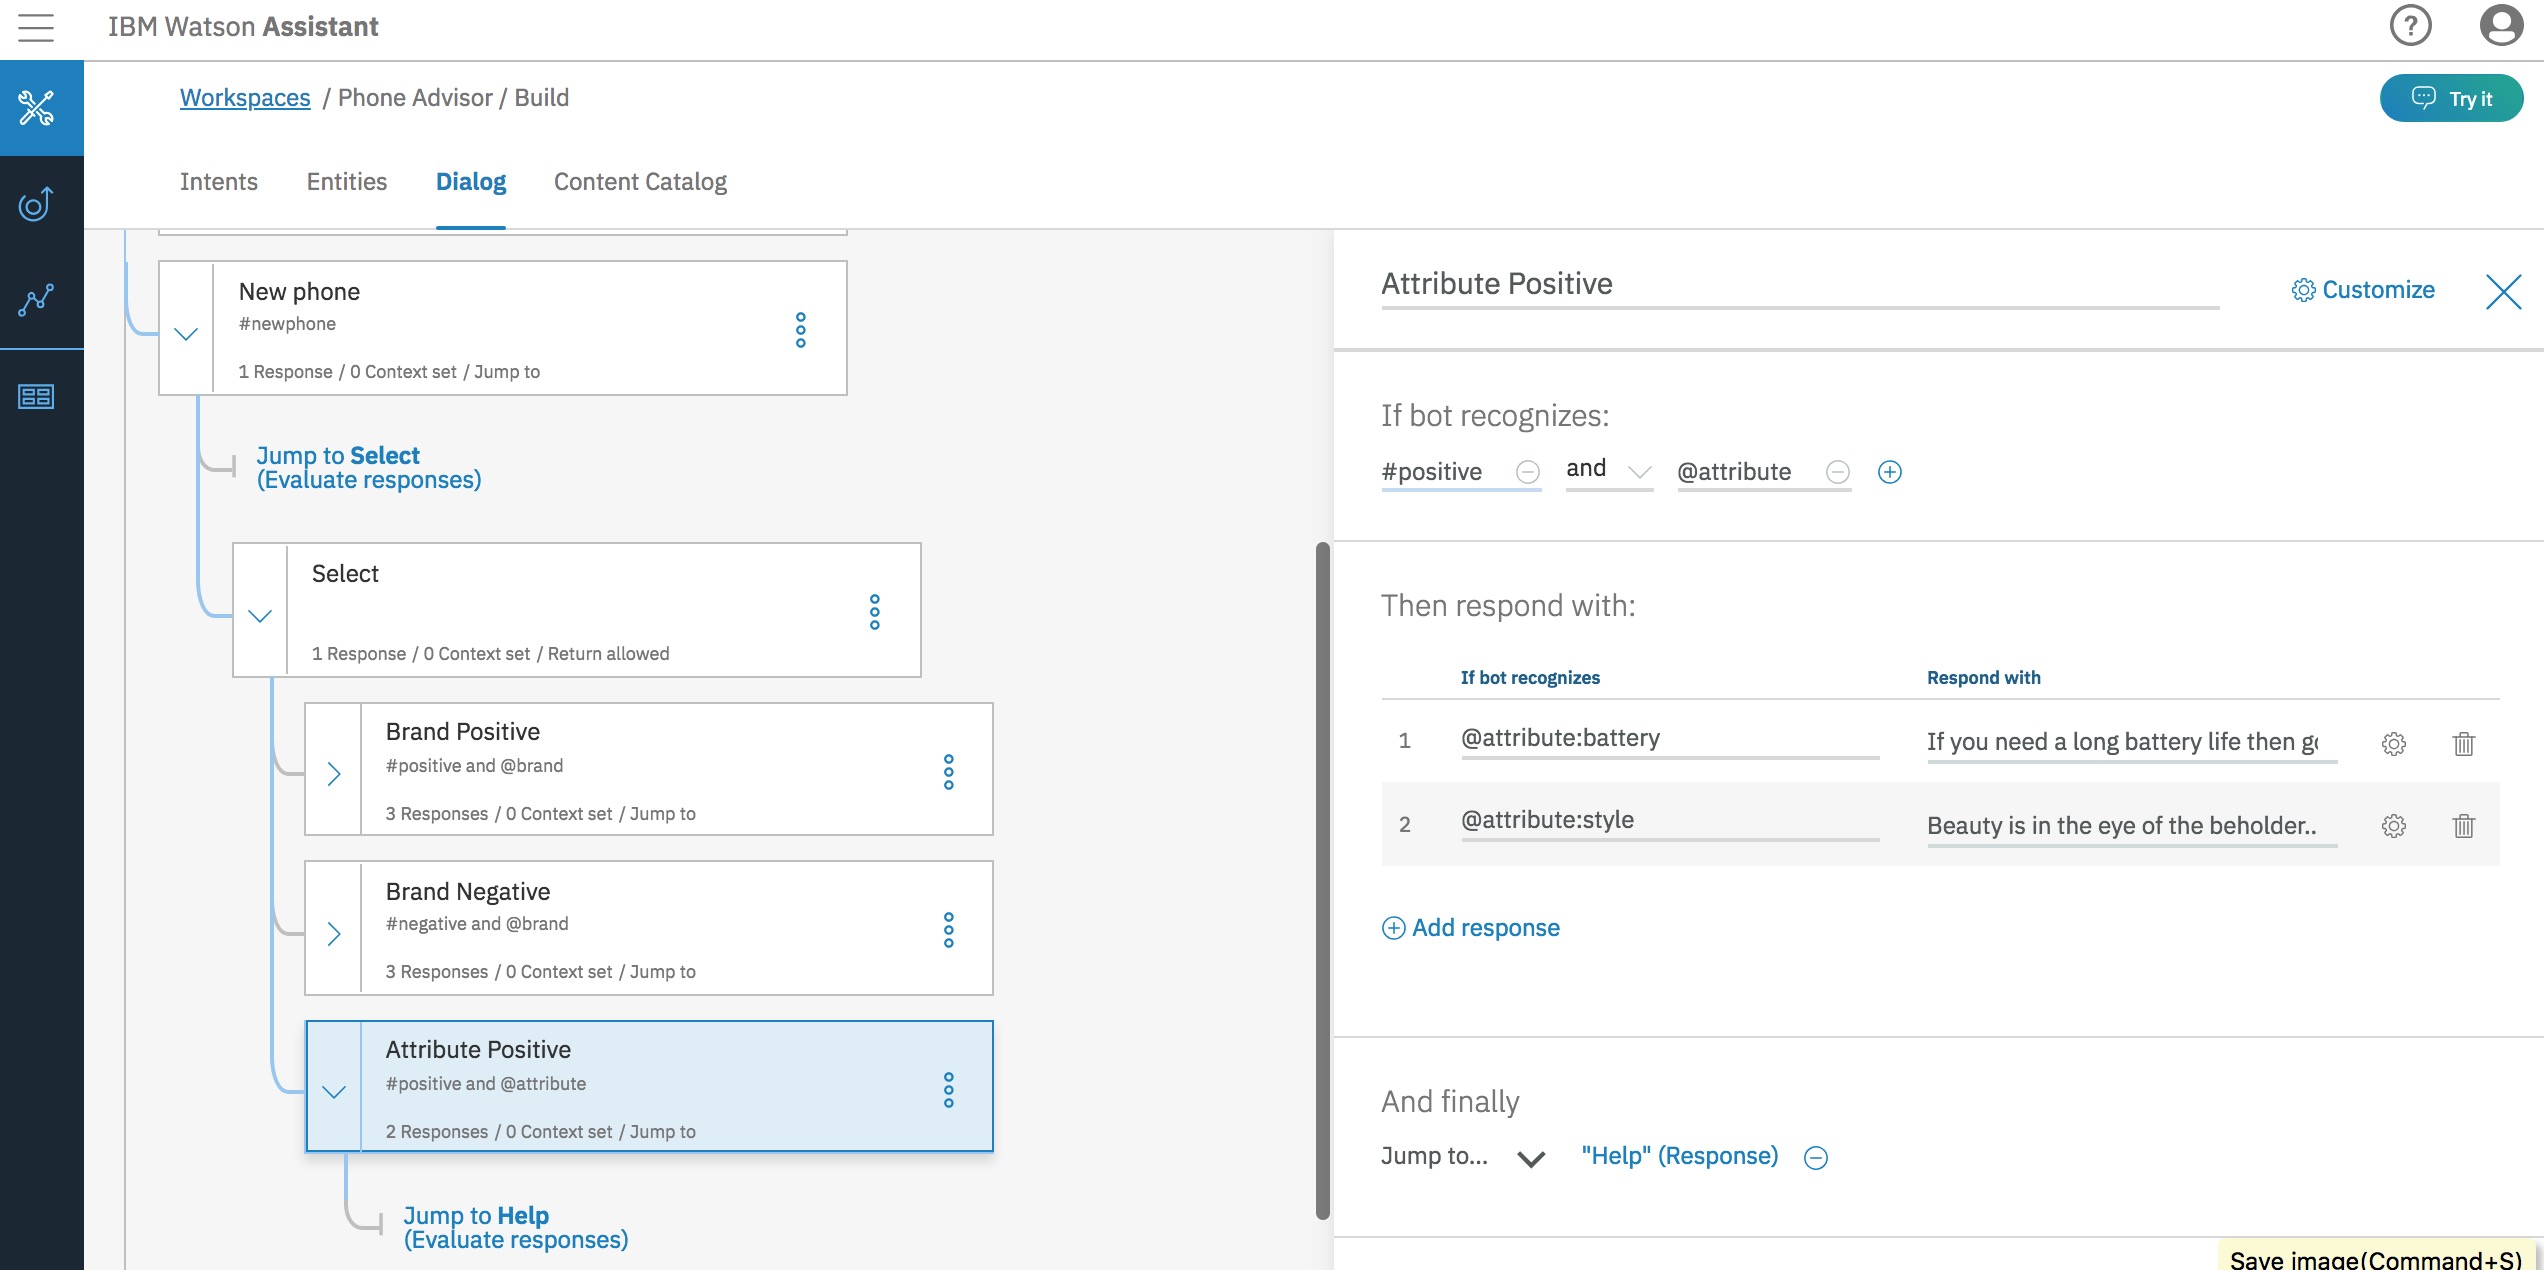 IBM Watson Assistant
Workspaces / Phone Advisor / Build
Try it
Intents Entities Dialog Content Catalog
New phone
#newphone
1 Response / 0 Context set / Jump to
Jump to Select
(Evaluate responses)
Select
1 Response / 0 Context set / Return allowed
Brand Positive
#positive and @brand
3 Responses / 0 Context set / Jump to
Brand Negative
#negative and @brand
3 Responses / 0 Context set / Jump to
Attribute Positive
#positive and @attribute
2 Responses / 0 Context set / Jump to
Jump to Help
(Evaluate responses)
Attribute Positive
Customize
If bot recognizes:
#positive and @attribute
Then respond with:
If bot recognizes Respond with
1 @attribute:battery If you need a long battery life then
2 @attribute:style Beauty is in the eye of the beholder..
Add response
And finally
Jump to... "Help" (Response)
Save image(Command+S)